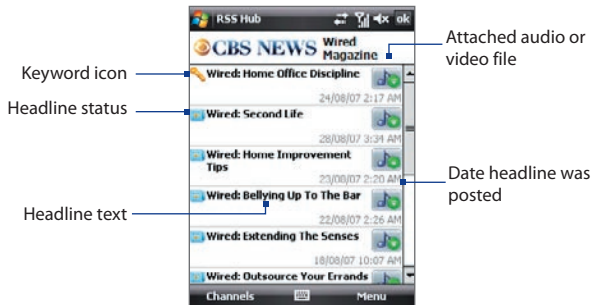 RSS Hub
ok
CBS NEWS
Wired
Magazine
Attached audio or
video file
Keyword icon
Wired: Home Office Discipline
24/08/07 2:17 AM
Headline status
Wired: Second Life
28/08/07 3:34 AM
Wired: Home Improvement
Tips
23/08/07 2:20 AM
Date headline was
posted
Headline text
Wired: Bellying Up To The Bar
22/08/07 2:26 AM
Wired: Extending The Senses
18/08/07 10:07 AM
Wired: Outsource Your Errands
Channels
Menu